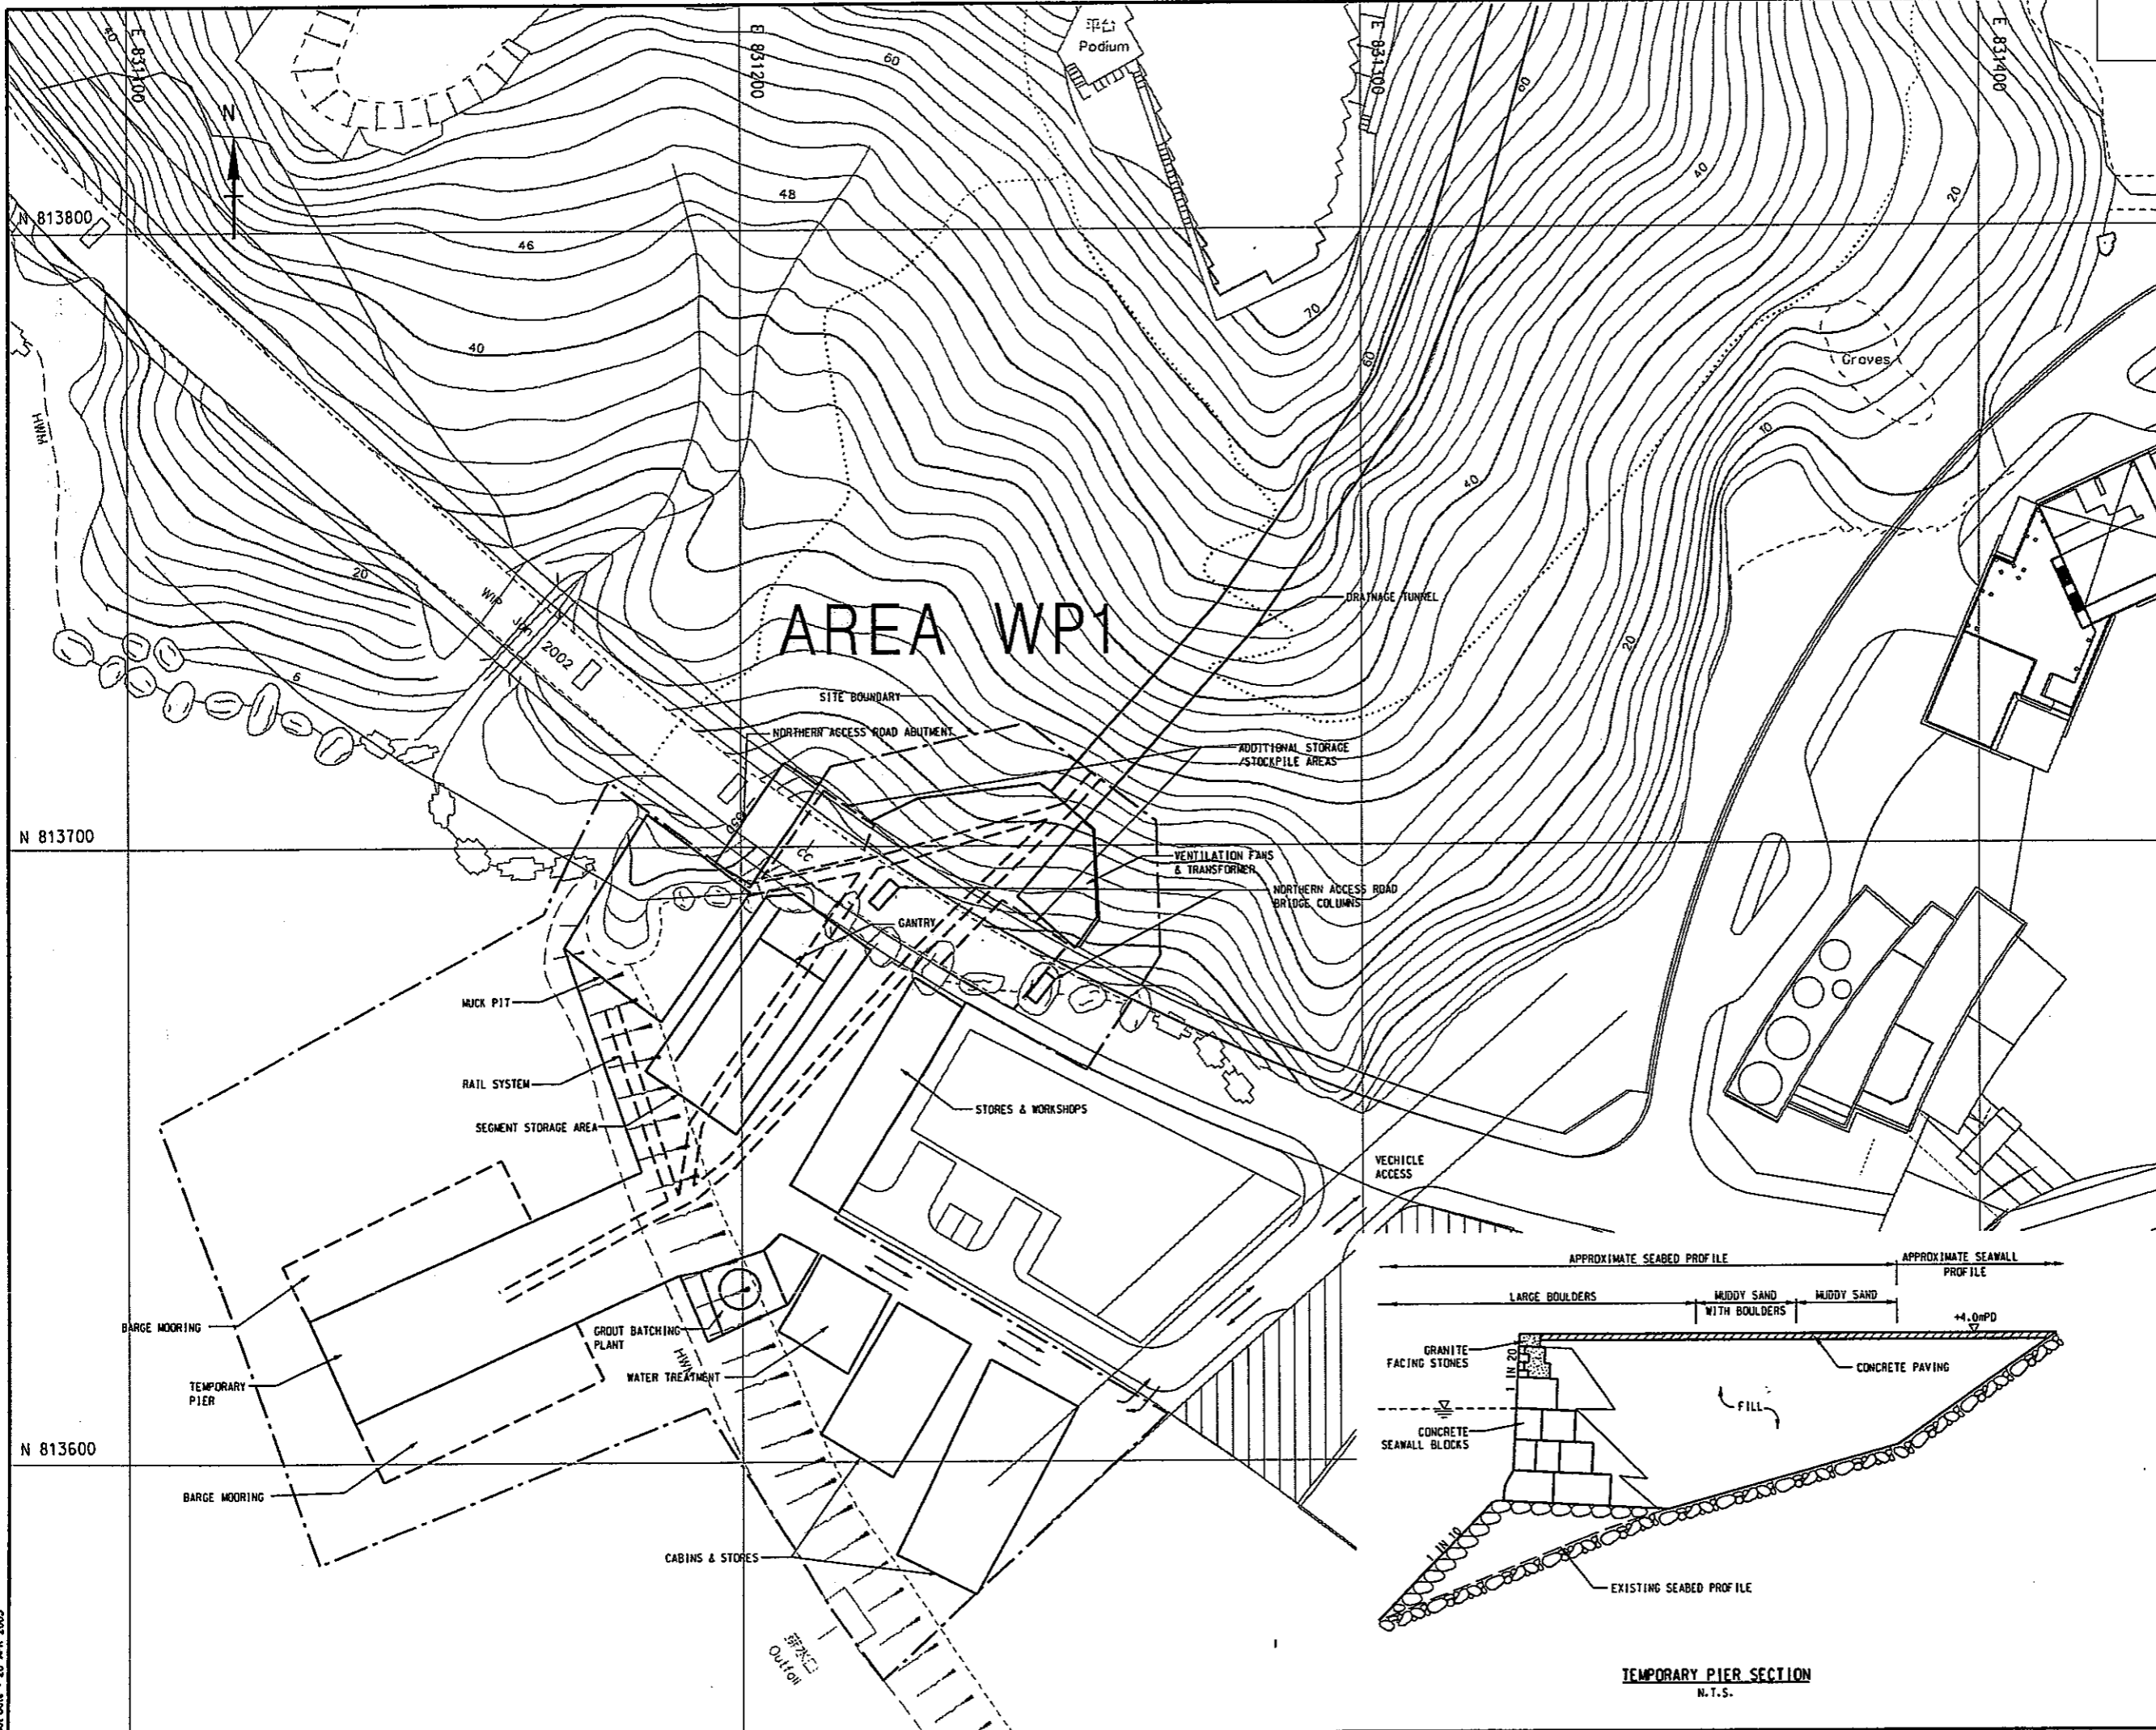 E 831100
E 831200
E 831300
E 831400
平台
Podium
40
60
60
N
N 813800
48
46
40
20
70
60
40
40
20
10
Graves
HWM
20
6
WIP
Jun 2002
AREA WP1
DRAINAGE TUNNEL
SITE BOUNDARY
NORTHERN ACCESS ROAD ABUTMENT
ADDITIONAL STORAGE
/STOCKPILE AREAS
N 813700
CC
VENTILATION FANS
& TRANSFORMER
NORTHERN ACCESS ROAD
BRIDGE COLUMNS
GANTRY
MUCK PIT
RAIL SYSTEM
SEGMENT STORAGE AREA
STORES & WORKSHOPS
VECHICLE
ACCESS
BARGE MOORING
GROUT BATCHING
PLANT
HWM
WATER TREATMENT
TEMPORARY
PIER
N 813600
BARGE MOORING
CABINS & STORES
Outfall
APPROXIMATE SEABED PROFILE
APPROXIMATE SEAWALL
PROFILE
LARGE BOULDERS
MUDDY SAND
WITH BOULDERS
MUDDY SAND
+4.0mPD
GRANITE
FACING STONES
1 IN 20
CONCRETE PAVING
FILL
CONCRETE
SEAWALL BLOCKS
1 IN 10
EXISTING SEABED PROFILE
TEMPORARY PIER SECTION
N.T.S.